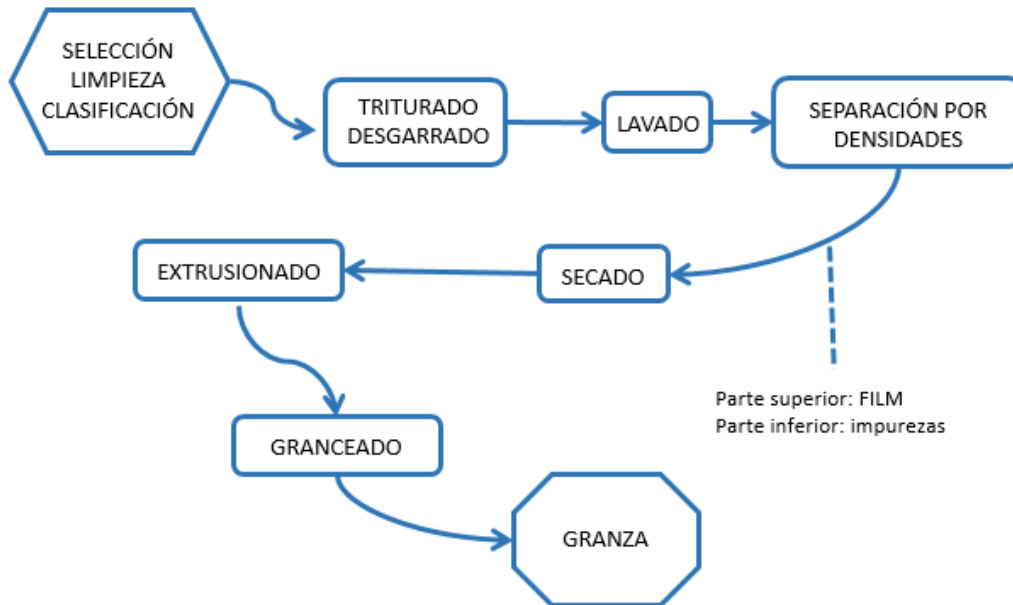 SELECCIÓN
LIMPIEZA
CLASIFICACIÓN
TRITURADO
DESGARRADO
LAVADO
SEPARACIÓN POR
DENSIDADES
SECADO
EXTRUSIONADO
Parte superior: FILM
Parte inferior: impurezas
GRANCEADO
GRANZA